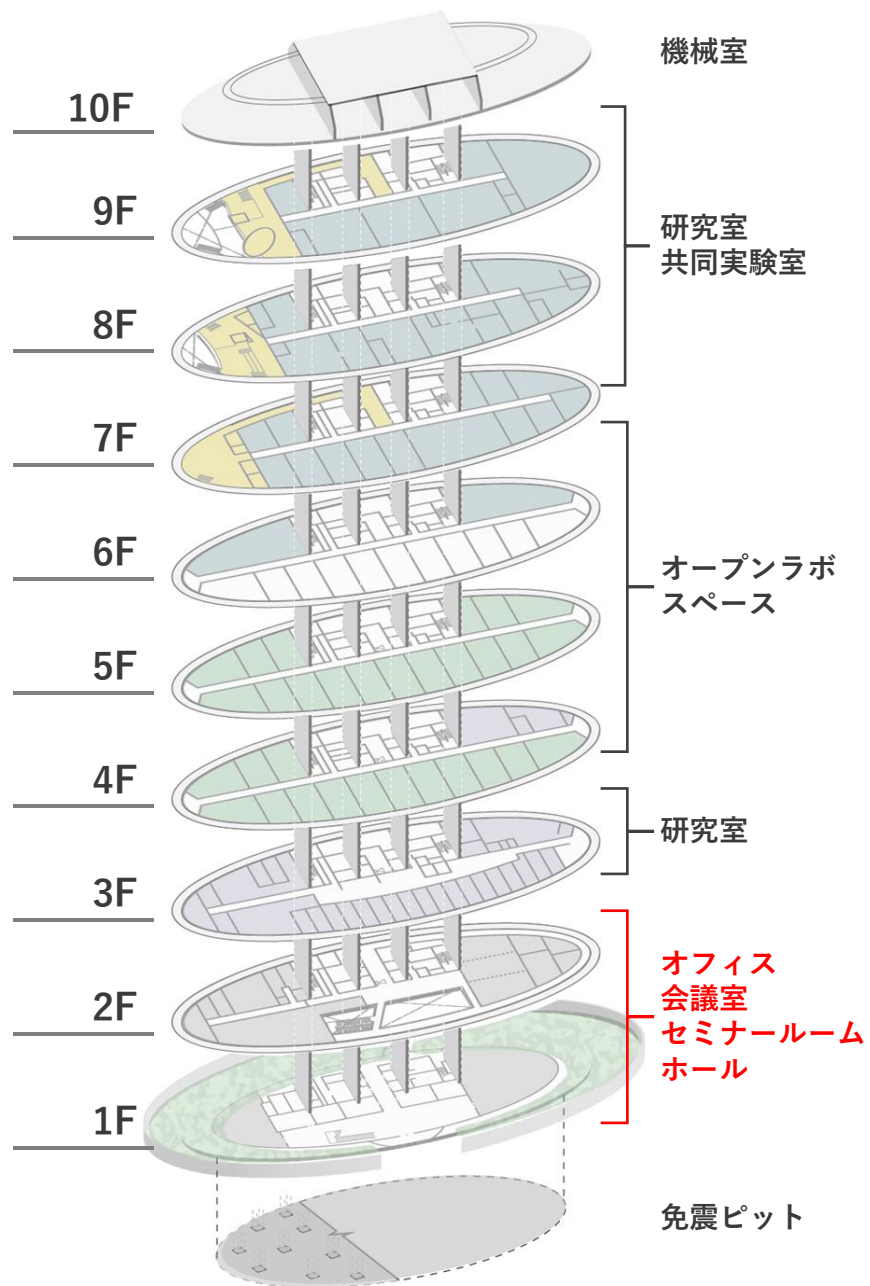 機械室
10F
9F
研究室
共同実験室
8F
7F
6F
オープンラボ
スペース
5F
4F
研究室
3F
オフィス
会議室
セミナールーム
ホール
2F
1F
免震ピット